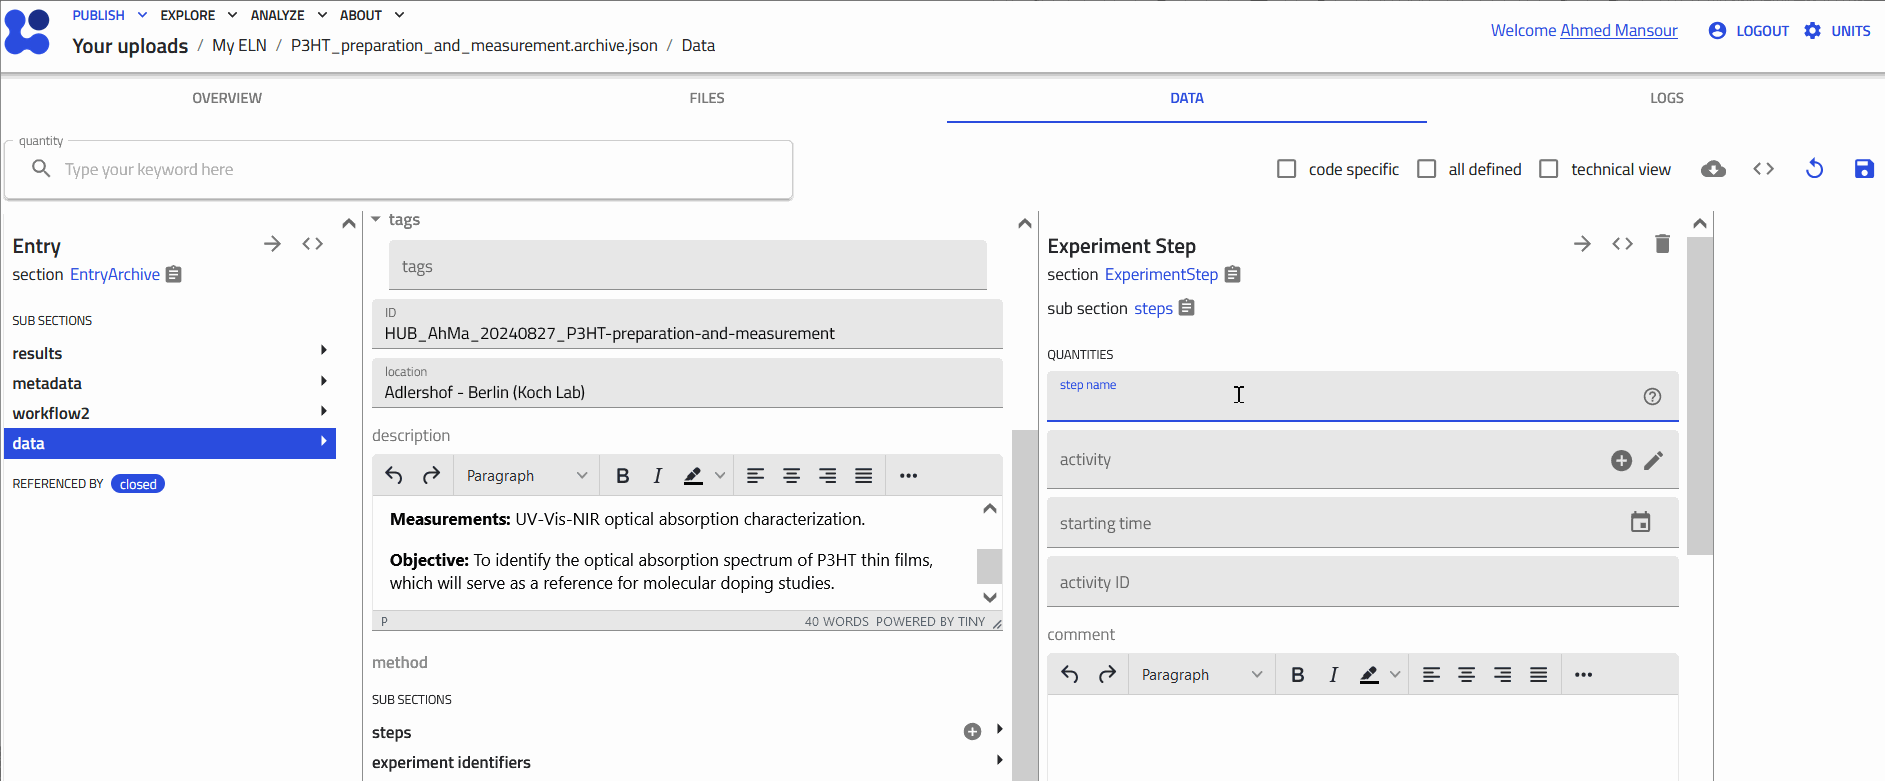 PUBLISH EXPLORE ANALYZE ABOUT
Your uploads / My ELN / P3HT_preparation_and_measurement.archive.json / Data
Welcome Ahmed Mansour LOGOUT UNITS
OVERVIEW FILES DATA LOGS
quantity
Type your keyword here
code specific all defined technical view
Entry
section EntryArchive
SUB SECTIONS
results
metadata
workflow2
data
REFERENCED BY closed
tags
tags
ID
HUB_AhMa_20240827_P3HT-preparation-and-measurement
location
Adlershof - Berlin (Koch Lab)
description
Paragraph B I
Measurements: UV-Vis-NIR optical absorption characterization.
Objective: To identify the optical absorption spectrum of P3HT thin films,
which will serve as a reference for molecular doping studies.
P 40 WORDS POWERED BY TINY
method
SUB SECTIONS
steps
experiment identifiers
Experiment Step
section ExperimentStep
sub section steps
QUANTITIES
step name
activity
starting time
activity ID
comment
Paragraph B I